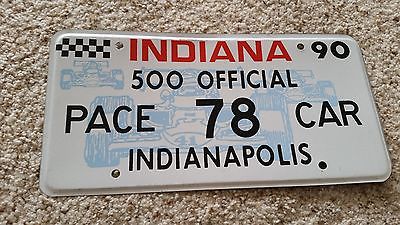 INDIANA 90
500 OFFICIAL
PACE 78 CAR
INDIANAPOLIS